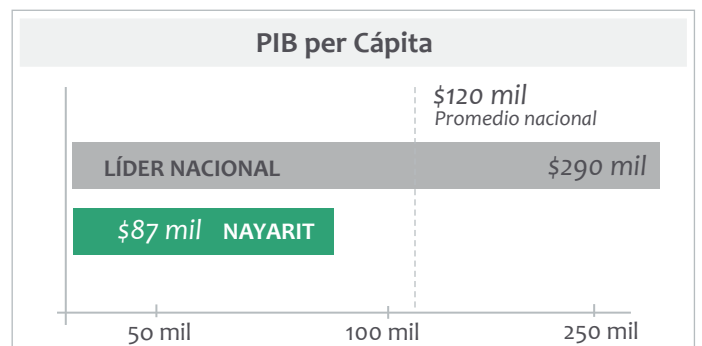 PIB per Cápita
$120 mil
Promedio nacional
LÍDER NACIONAL $290 mil
$87 mil NAYARIT
50 mil 100 mil 250 mil